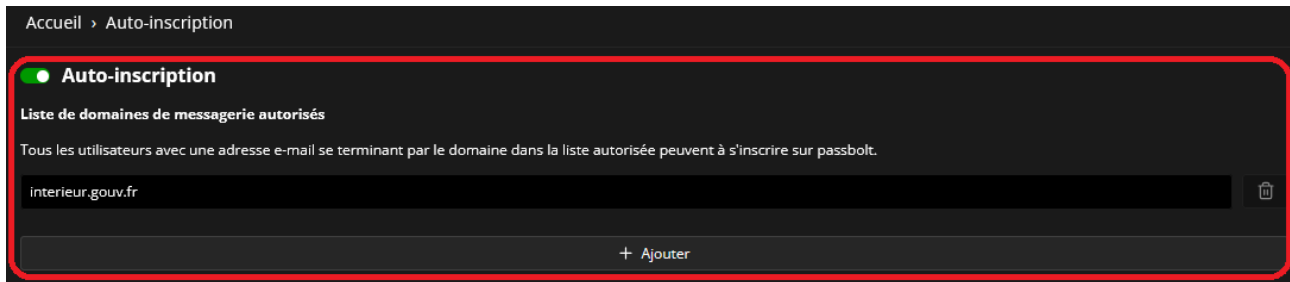 Accueil › Auto-inscription
Auto-inscription
Liste de domaines de messagerie autorisés
Tous les utilisateurs avec une adresse e-mail se terminant par le domaine dans la liste autorisée peuvent à s'inscrire sur passbolt.
interieur.gouv.fr
+ Ajouter